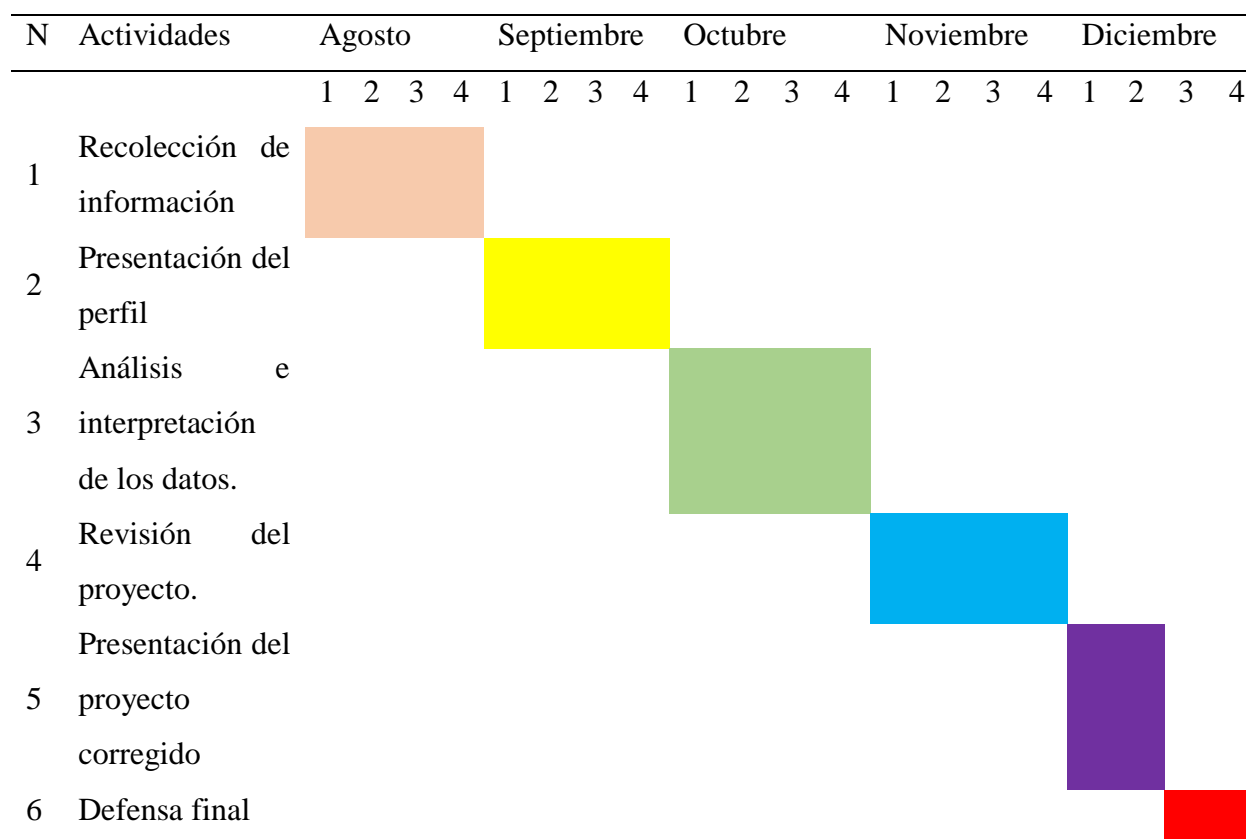 N Actividades Agosto Septiembre Octubre Noviembre Diciembre
1 2 3 4 1 2 3 4 1 2 3 4 1 2 3 4 1 2 3 4
1 Recolección de
información
2 Presentación del
perfil
Análisis e
3 interpretación
de los datos.
4 Revisión del
proyecto.
Presentación del
5 proyecto
corregido
6 Defensa final